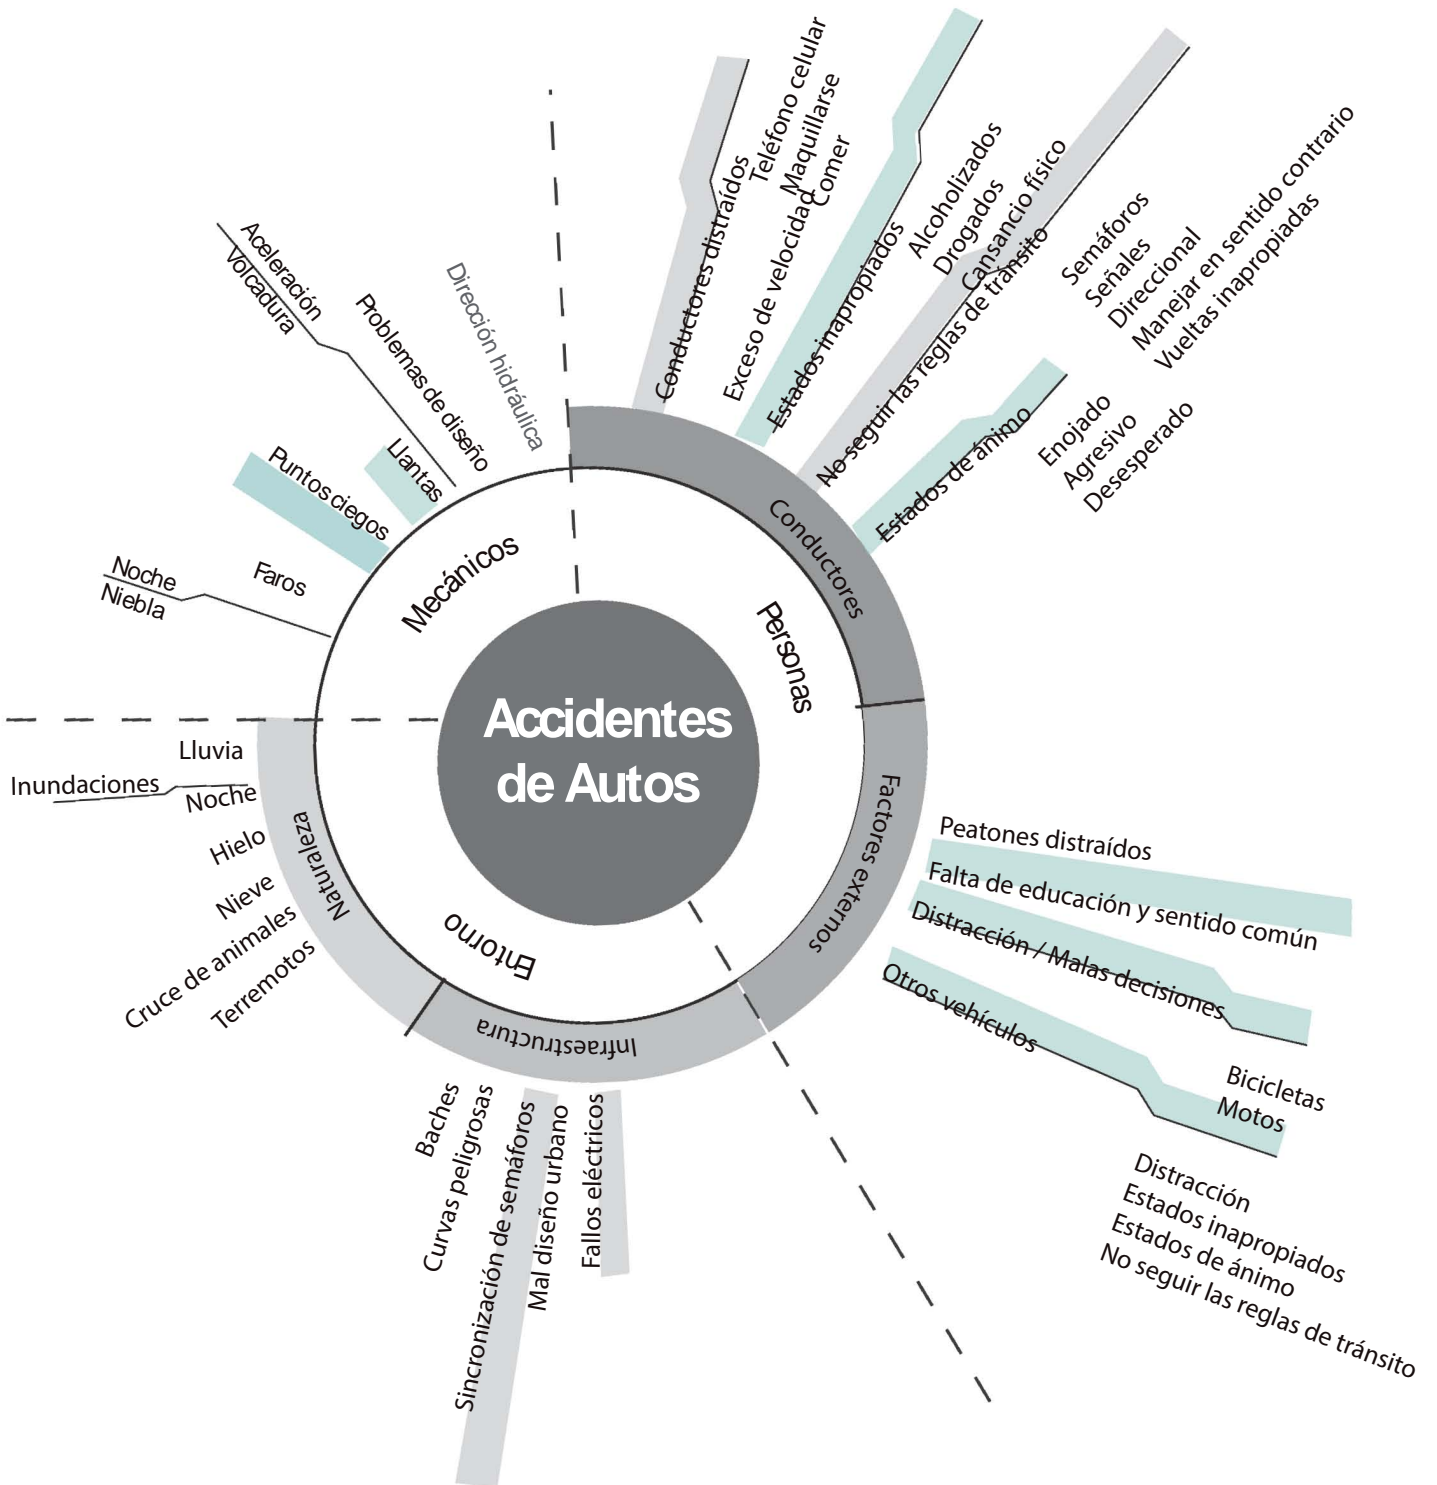 Accidentes
de Autos
Mecánicos
Dirección hidráulica
Problemas de diseño
Aceleración
Volcadura
Llantas
Puntos ciegos
Faros
Noche
Niebla
Personas
Conductores
Conductores distraídos
Teléfono celular
Maquillarse
Comer
Exceso de velocidad
Estados inapropiados
Alcoholizados
Drogados
Cansancio físico
No seguir las reglas de tránsito
Semáforos
Señales
Direccional
Manejar en sentido contrario
Vueltas inapropiadas
Estados de ánimo
Enojado
Agresivo
Desesperado
Factores externos
Peatones distraídos
Falta de educación y sentido común
Distracción / Malas decisiones
Bicicletas
Motos
Otros vehículos
Distracción
Estados inapropiados
Estados de ánimo
No seguir las reglas de tránsito
Entorno
Infraestructura
Fallos eléctricos
Mal diseño urbano
Sincronización de semáforos
Curvas peligrosas
Baches
Naturaleza
Lluvia
Inundaciones
Noche
Hielo
Nieve
Cruce de animales
Terremotos